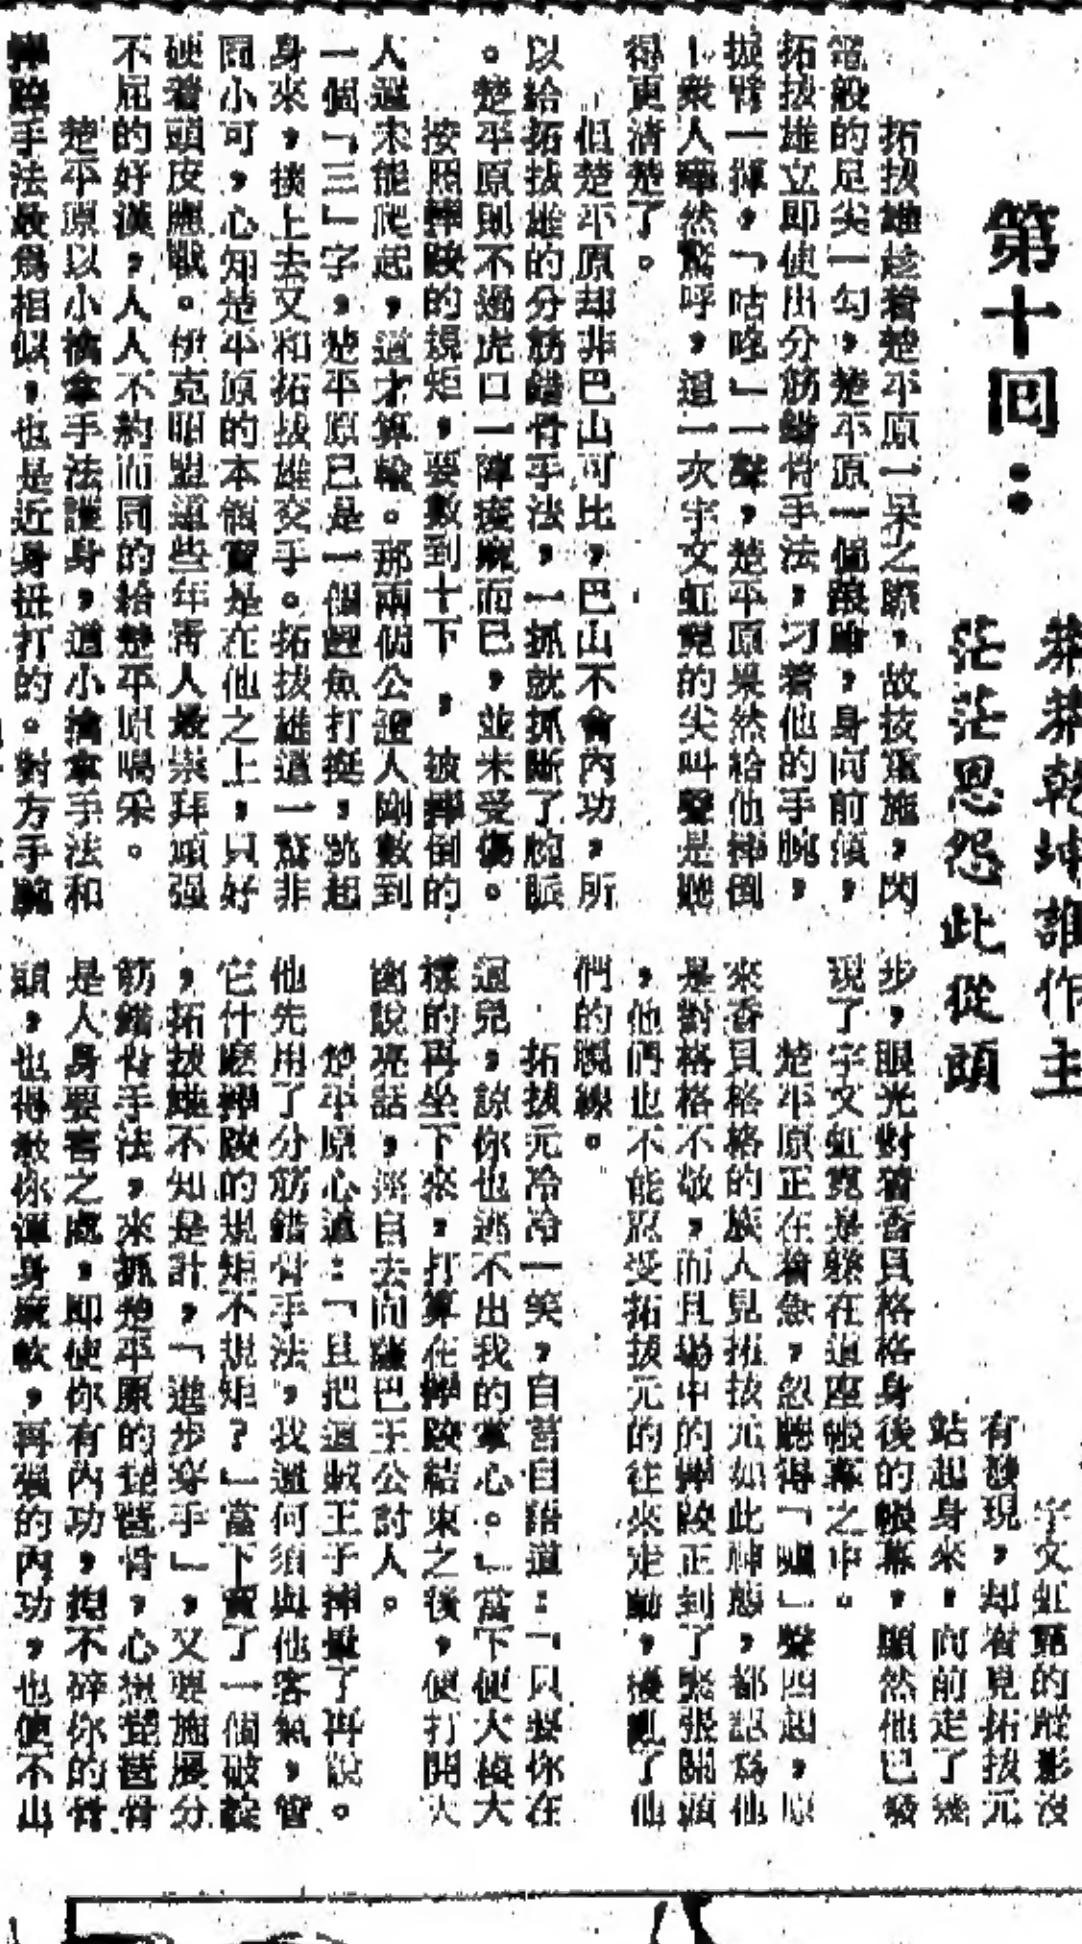 第十回：
莽莽乾坤誰作主
茫茫恩怨此從頭
拓拔雄趁着楚平原一呆之際，故技重施，閃
電般的足尖一勾，楚平原一個踉蹌，身向前傾，
拓拔雄立即使出分筋錯骨手法，刁着他的手腕，
振臂一揮，「咕咚」一聲，楚平原果然給他摔倒
！衆人嘩然驚呼，這一次宇文虹霓的尖叫聲是聽
得更清楚了。
但楚平原却非巴山可比，巴山不會內功，所
以給拓拔雄的分筋錯骨手法，一抓就抓斷了腕脈
。楚平原則不過虎口一陣痠麻而已，並未受傷。
按照摔跤的規矩，要數到十下，被摔倒的
人還未能爬起，這才算輸。那兩個公證人剛數到
一個「三」字，楚平原已是一個鯉魚打挺，跳起
身來，撲上去又和拓拔雄交手。拓拔雄這一驚非
同小可，心知楚平原的本領實是在他之上，只好
硬着頭皮應戰。伊克昭盟這些年青人最崇拜頑强
不屈的好漢，人人不約而同的給楚平原喝采。
楚平原以小擒拿手法護身，這小擒拿手法和
摔跤手法最爲相似，也是近身扭打的。對方手腕
宇文虹霓的蹤影沒
有發現，却看見拓拔元
站起身來，向前走了幾
步，眼光對着香貝格格身後的帳幕，顯然他已發
現了宇文虹霓是躱在這座帳幕之中。
楚平原正在着急，忽聽得「噓」聲四起，原
來香貝格格的族人見拓拔元如此神態，都認爲他
是對格格不敬，而且場中的摔跤正到了緊張關頭
，他們也不能忍受拓拔元的往來走動，擾亂了他
們的視線。
拓拔元冷冷一笑，自言自語道：「只要你在
這兒，諒你也逃不出我的掌心。」當下便大模大
樣的再坐下來，打算在摔跤結束之後，便打開天
窗說亮話，逕自去向薩巴王公討人。
楚平原心道：「且把這賊王子摔數了再說。
他先用了分筋錯骨手法，我還何須與他客氣，管
它什麽摔跤的規矩不規矩？」當下賣了一個破綻
，拓拔雄不知是計，「進步穿手」，又要施展分
筋錯骨手法，來抓楚平原的琵琶骨，心想琵琶骨
是人身要害之處，即使你有內功，捏不碎你的骨
頭，也得敎你渾身痠軟，再强的內功，也使不出